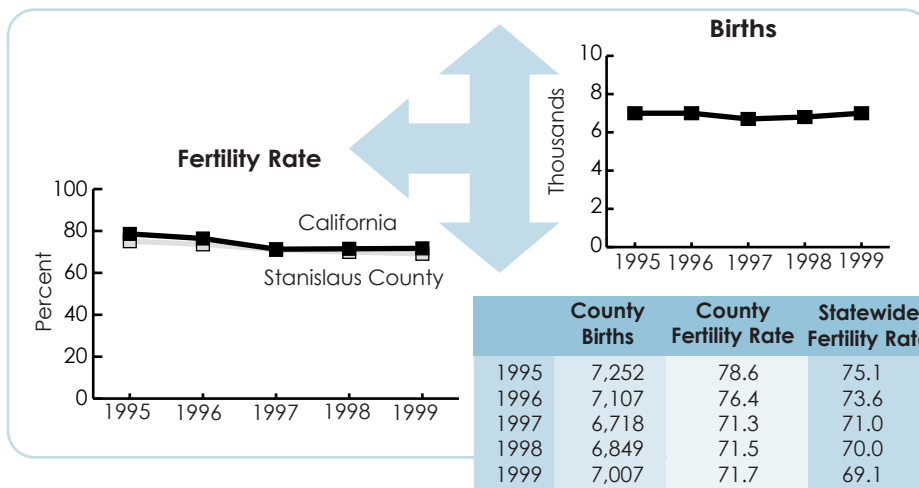 Births
10
8
6
4
2
0
Thousands
1995 1996 1997 1998 1999
Fertility Rate
100
80
60
40
20
0
Percent
California
Stanislaus County
1995 1996 1997 1998 1999
County Births County Fertility Rate Statewide Fertility Rate
1995 7,252 78.6 75.1
1996 7,107 76.4 73.6
1997 6,718 71.3 71.0
1998 6,849 71.5 70.0
1999 7,007 71.7 69.1